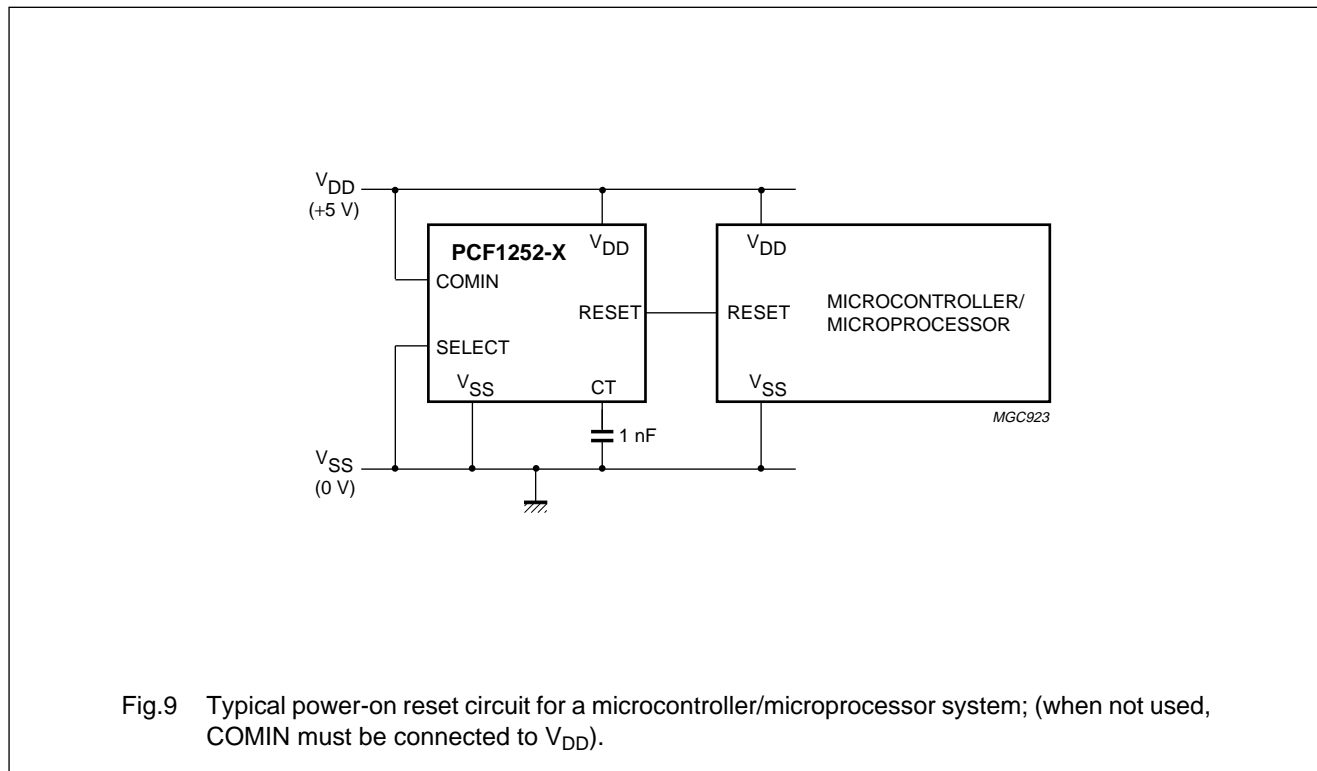 VDD
(+5 V)
PCF1252-X
VDD
VDD
COMIN
RESET
RESET
MICROCONTROLLER/
MICROPROCESSOR
SELECT
VSS
CT
VSS
MGC923
1 nF
VSS
(0 V)
Fig.9 Typical power-on reset circuit for a microcontroller/microprocessor system; (when not used,
COMIN must be connected to VDD).